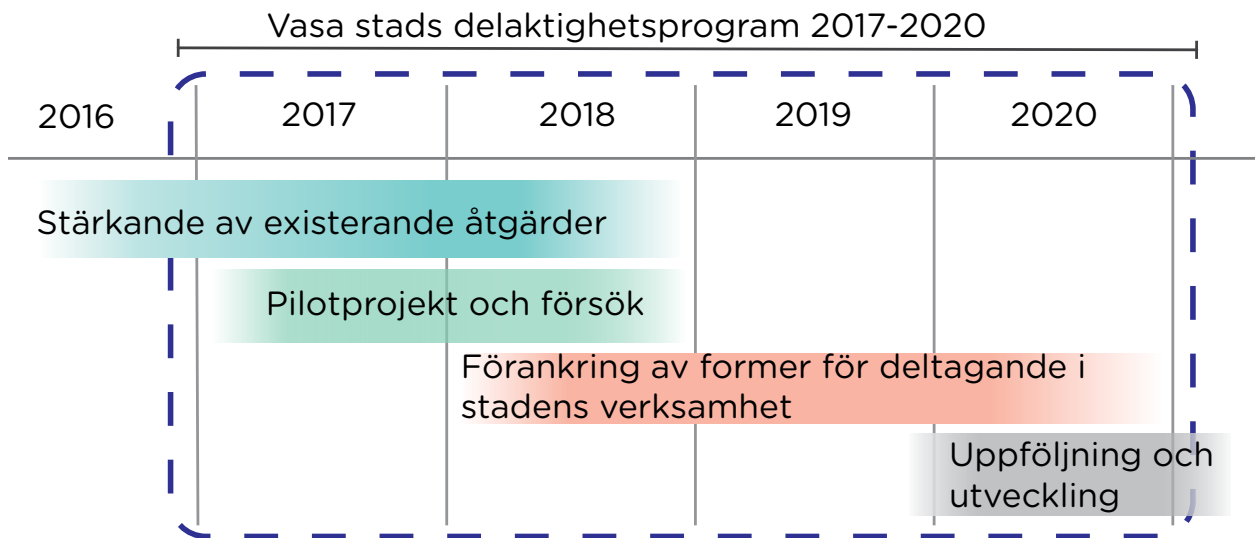 Vasa stads delaktighetsprogram 2017-2020
2016
2017
2018
2019
2020
Stärkande av existerande åtgärder
Pilotprojekt och försök
Förankring av former för deltagande i
stadens verksamhet
Uppföljning och
utveckling